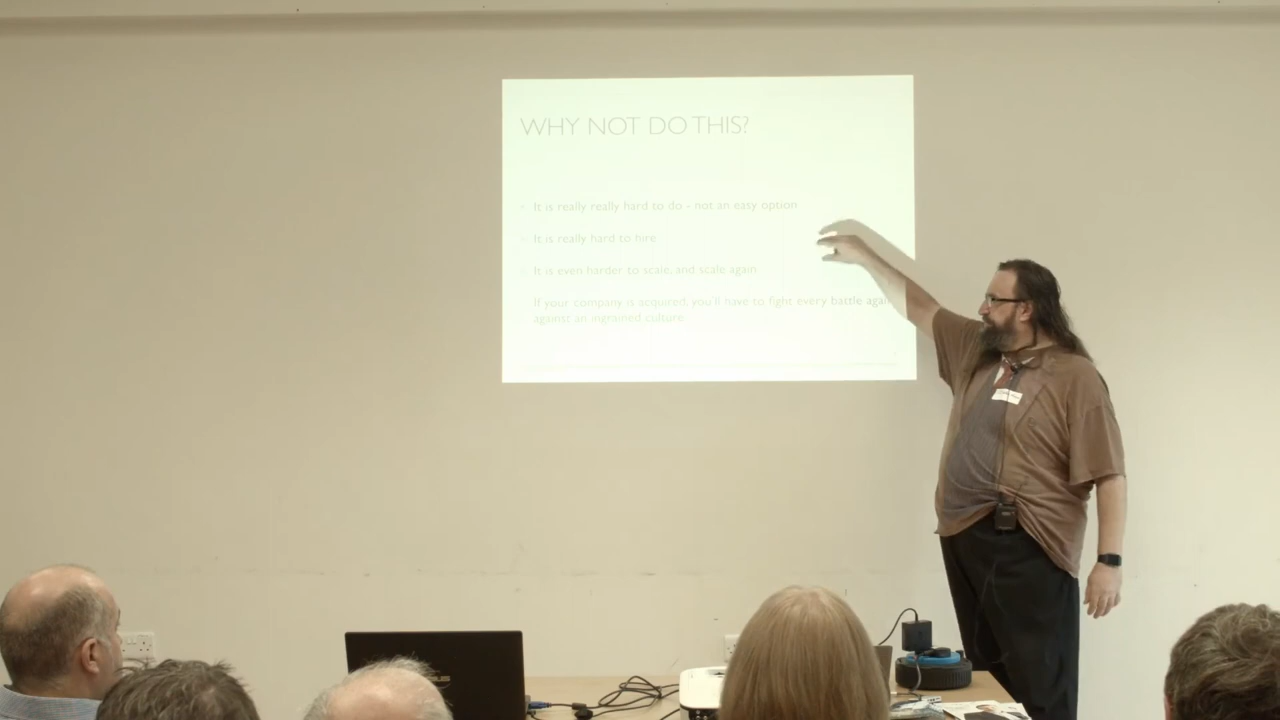 WHY NOT DO THIS?
It is really really hard to do - not an easy option
It is really hard to hire
It is even harder to scale, and scale again
If your company is acquired, you'll have to fight every battle again
against an ingrained culture